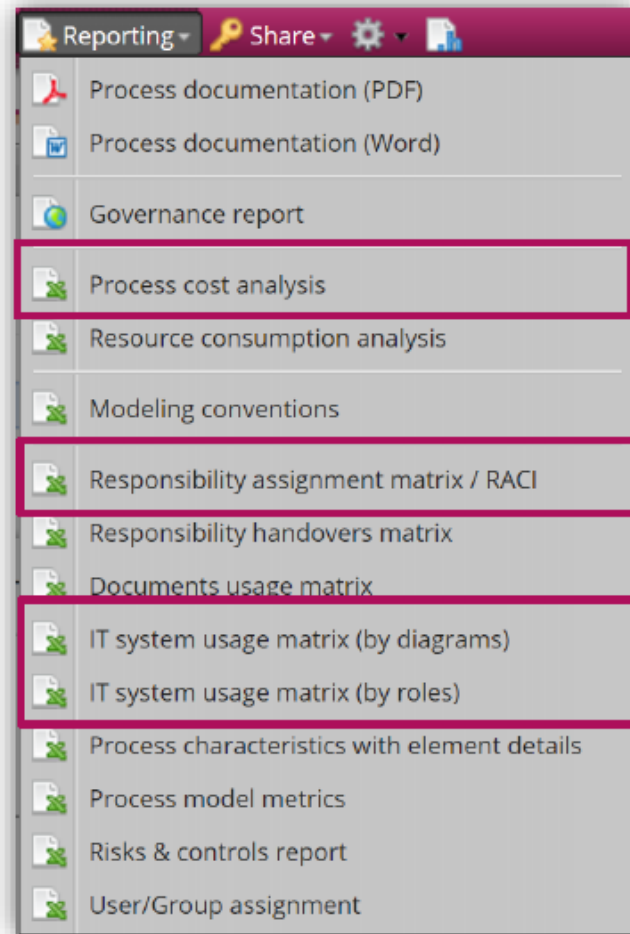 Reporting
Share
Process documentation (PDF)
Process documentation (Word)
Governance report
Process cost analysis
Resource consumption analysis
Modeling conventions
Responsibility assignment matrix / RACI
Responsibility handovers matrix
Documents usage matrix
IT system usage matrix (by diagrams)
IT system usage matrix (by roles)
Process characteristics with element details
Process model metrics
Risks & controls report
User/Group assignment